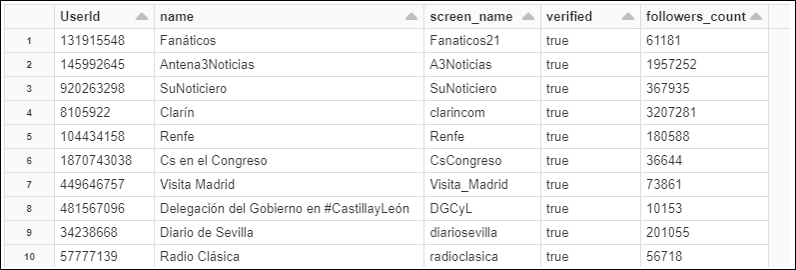 UserId name screen_name verified followers_count
1 131915548 Fanáticos Fanaticos21 true 61181
2 145992645 Antena3Noticias A3Noticias true 1957252
3 920263298 SuNoticiero SuNoticiero true 367935
4 8105922 Clarín clarincom true 3207281
5 104434158 Renfe Renfe true 180588
6 1870743038 Cs en el Congreso CsCongreso true 36644
7 449646757 Visita Madrid Visita_Madrid true 73861
8 481567096 Delegación del Gobierno en #CastillayLeón DGCyL true 10153
9 34238668 Diario de Sevilla diariosevilla true 201055
10 57777139 Radio Clásica radioclasica true 56718